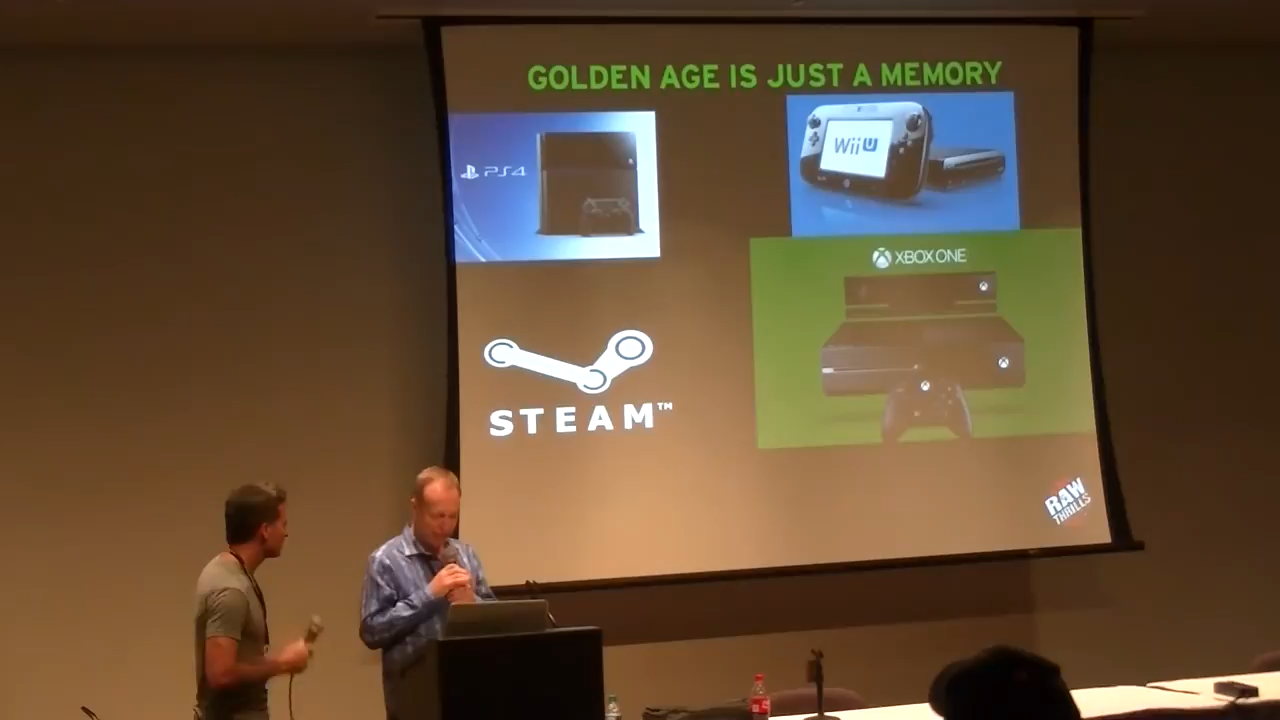 GOLDEN AGE IS JUST A MEMORY
PS4
Wii U
XBOX ONE
STEAM™
RAW
THRILLS